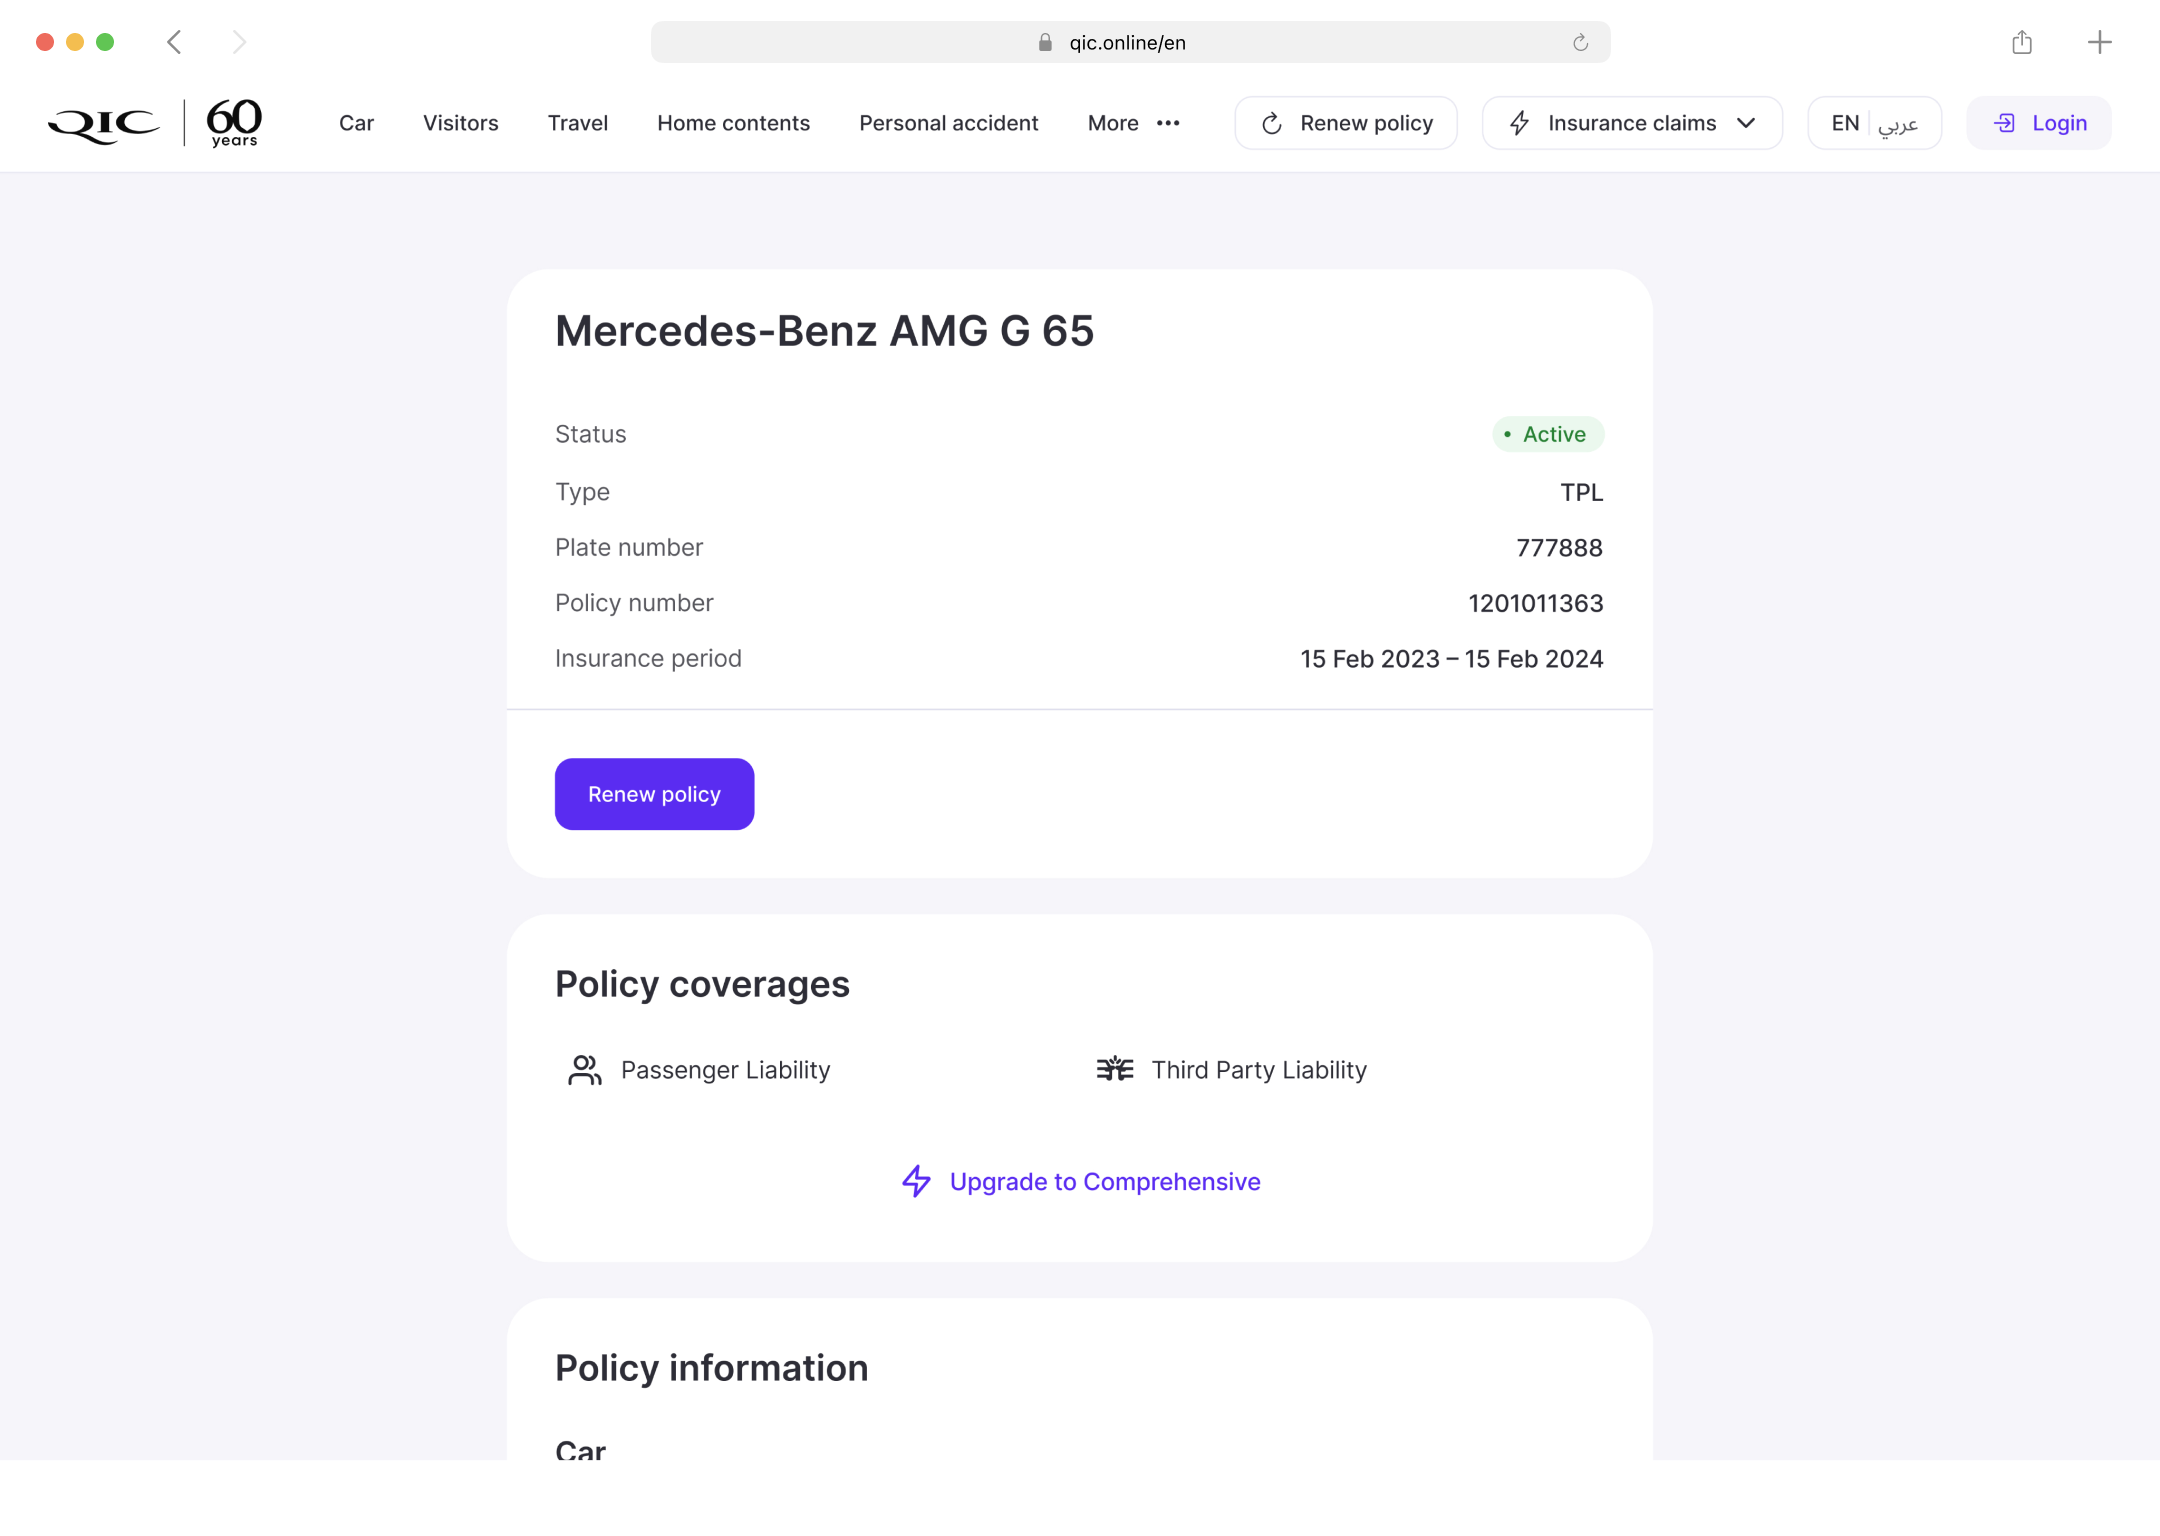 qic.online/en
QIC 60 years
Car Visitors Travel Home contents Personal accident More ••• Renew policy Insurance claims EN عربي Login
Mercedes-Benz AMG G 65
Status • Active
Type TPL
Plate number 777888
Policy number 1201011363
Insurance period 15 Feb 2023 – 15 Feb 2024
Renew policy
Policy coverages
Passenger Liability Third Party Liability
Upgrade to Comprehensive
Policy information
Car